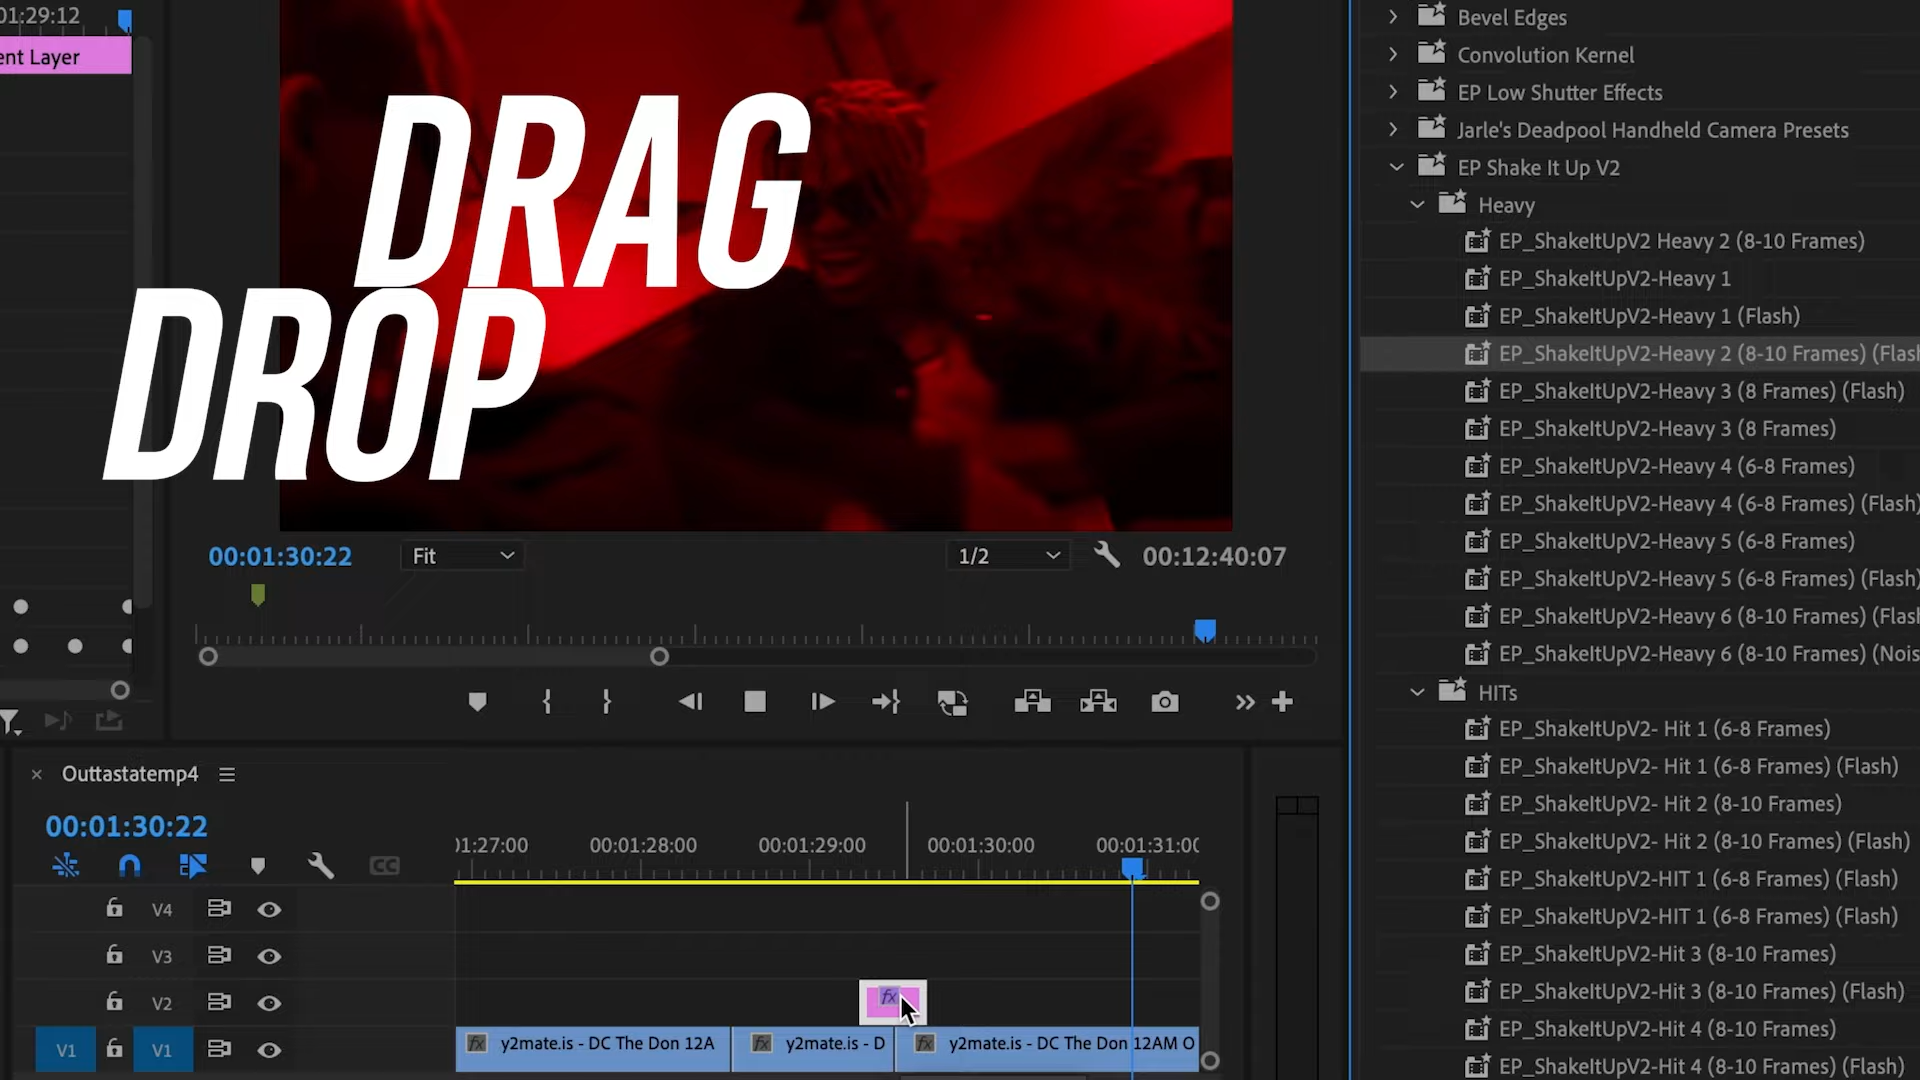 01:29:12
ent Layer
DRAG
DROP
00:01:30:22
Fit
1/2
00:12:40:07
Bevel Edges
Convolution Kernel
EP Low Shutter Effects
Jarle's Deadpool Handheld Camera Presets
EP Shake It Up V2
Heavy
EP_ShakeItUpV2 Heavy 2 (8-10 Frames)
EP_ShakeItUpV2-Heavy 1
EP_ShakeItUpV2-Heavy 1 (Flash)
EP_ShakeItUpV2-Heavy 2 (8-10 Frames) (Flash
EP_ShakeItUpV2-Heavy 3 (8 Frames) (Flash)
EP_ShakeItUpV2-Heavy 3 (8 Frames)
EP_ShakeItUpV2-Heavy 4 (6-8 Frames)
EP_ShakeItUpV2-Heavy 4 (6-8 Frames) (Flash)
EP_ShakeItUpV2-Heavy 5 (6-8 Frames)
EP_ShakeItUpV2-Heavy 5 (6-8 Frames) (Flash)
EP_ShakeItUpV2-Heavy 6 (8-10 Frames) (Flash
EP_ShakeItUpV2-Heavy 6 (8-10 Frames) (Nois
HITs
EP_ShakeItUpV2- Hit 1 (6-8 Frames)
EP_ShakeItUpV2- Hit 1 (6-8 Frames) (Flash)
EP_ShakeItUpV2- Hit 2 (8-10 Frames)
EP_ShakeItUpV2- Hit 2 (8-10 Frames) (Flash)
EP_ShakeItUpV2-HIT 1 (6-8 Frames) (Flash)
EP_ShakeItUpV2-HIT 1 (6-8 Frames) (Flash)
EP_ShakeItUpV2-Hit 3 (8-10 Frames)
EP_ShakeItUpV2-Hit 3 (8-10 Frames) (Flash)
EP_ShakeItUpV2-Hit 4 (8-10 Frames)
EP_ShakeItUpV2-Hit 4 (8-10 Frames) (Flash)
Outtastatemp4
00:01:30:22
01:27:00 00:01:28:00 00:01:29:00 00:01:30:00 00:01:31:00
CC
V4
V3
V2
fx
V1 V1
fx y2mate.is - DC The Don 12A fx y2mate.is - D fx y2mate.is - DC The Don 12AM O